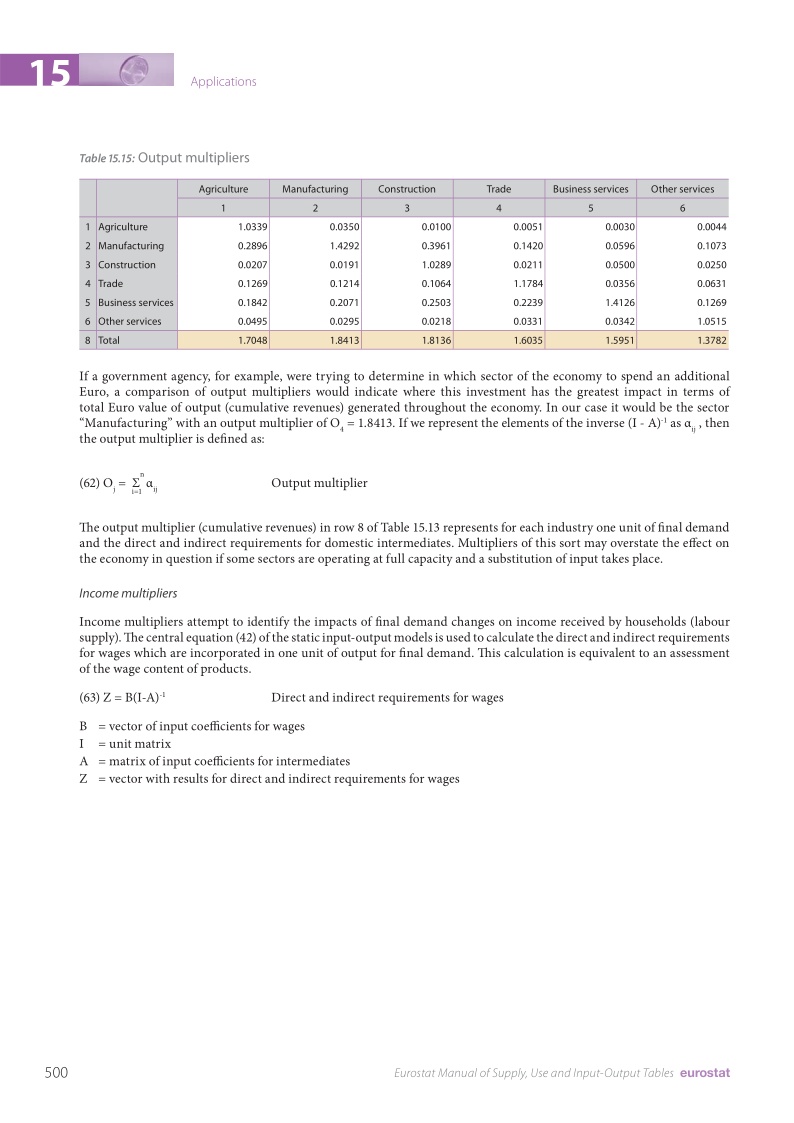 15
Applications
Table 15.15: Output multipliers
Agriculture Manufacturing Construction Trade Business services Other services
1 2 3 4 5 6
1 Agriculture 1.0339 0.0350 0.0100 0.0051 0.0030 0.0044
2 Manufacturing 0.2896 1.4292 0.3961 0.1420 0.0596 0.1073
3 Construction 0.0207 0.0191 1.0289 0.0211 0.0500 0.0250
4 Trade 0.1269 0.1214 0.1064 1.1784 0.0356 0.0631
5 Business services 0.1842 0.2071 0.2503 0.2239 1.4126 0.1269
6 Other services 0.0495 0.0295 0.0218 0.0331 0.0342 1.0515
8 Total 1.7048 1.8413 1.8136 1.6035 1.5951 1.3782
If a government agency, for example, were trying to determine in which sector of the economy to spend an additional
Euro, a comparison of output multipliers would indicate where this investment has the greatest impact in terms of
total Euro value of output (cumulative revenues) generated throughout the economy. In our case it would be the sector
“Manufacturing” with an output multiplier of O4 = 1.8413. If we represent the elements of the inverse (I - A)-1 as αij , then
the output multiplier is defined as:
(62) Oj = Σni=1 αij Output multiplier
The output multiplier (cumulative revenues) in row 8 of Table 15.13 represents for each industry one unit of final demand
and the direct and indirect requirements for domestic intermediates. Multipliers of this sort may overstate the effect on
the economy in question if some sectors are operating at full capacity and a substitution of input takes place.
Income multipliers
Income multipliers attempt to identify the impacts of final demand changes on income received by households (labour
supply). The central equation (42) of the static input-output models is used to calculate the direct and indirect requirements
for wages which are incorporated in one unit of output for final demand. This calculation is equivalent to an assessment
of the wage content of products.
(63) Z = B(I-A)-1 Direct and indirect requirements for wages
B = vector of input coefficients for wages
I = unit matrix
A = matrix of input coefficients for intermediates
Z = vector with results for direct and indirect requirements for wages
500
Eurostat Manual of Supply, Use and Input-Output Tables eurostat